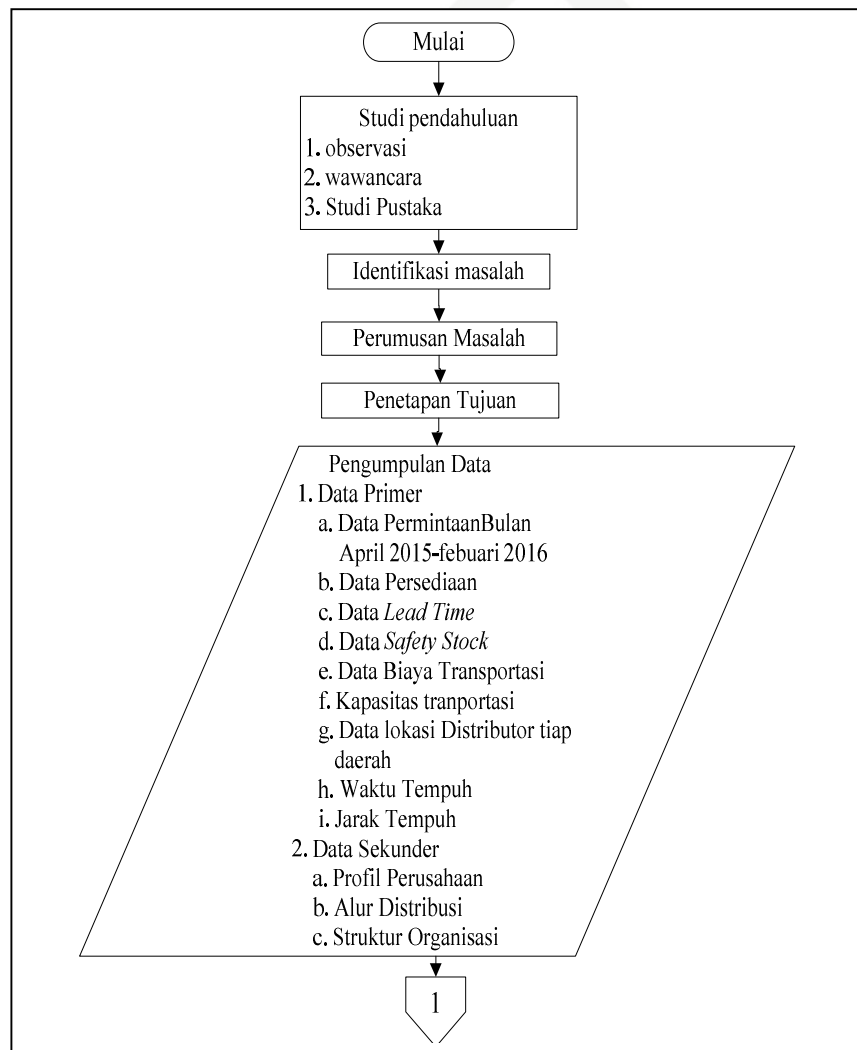 Mulai
Studi pendahuluan
1. observasi
2. wawancara
3. Studi Pustaka
Identifikasi masalah
Perumusan Masalah
Penetapan Tujuan
Pengumpulan Data
1. Data Primer
a. Data PermintaanBulan
April 2015-febuari 2016
b. Data Persediaan
c. Data Lead Time
d. Data Safety Stock
e. Data Biaya Transportasi
f. Kapasitas tranportasi
g. Data lokasi Distributor tiap
daerah
h. Waktu Tempuh
i. Jarak Tempuh
2. Data Sekunder
a. Profil Perusahaan
b. Alur Distribusi
c. Struktur Organisasi
1